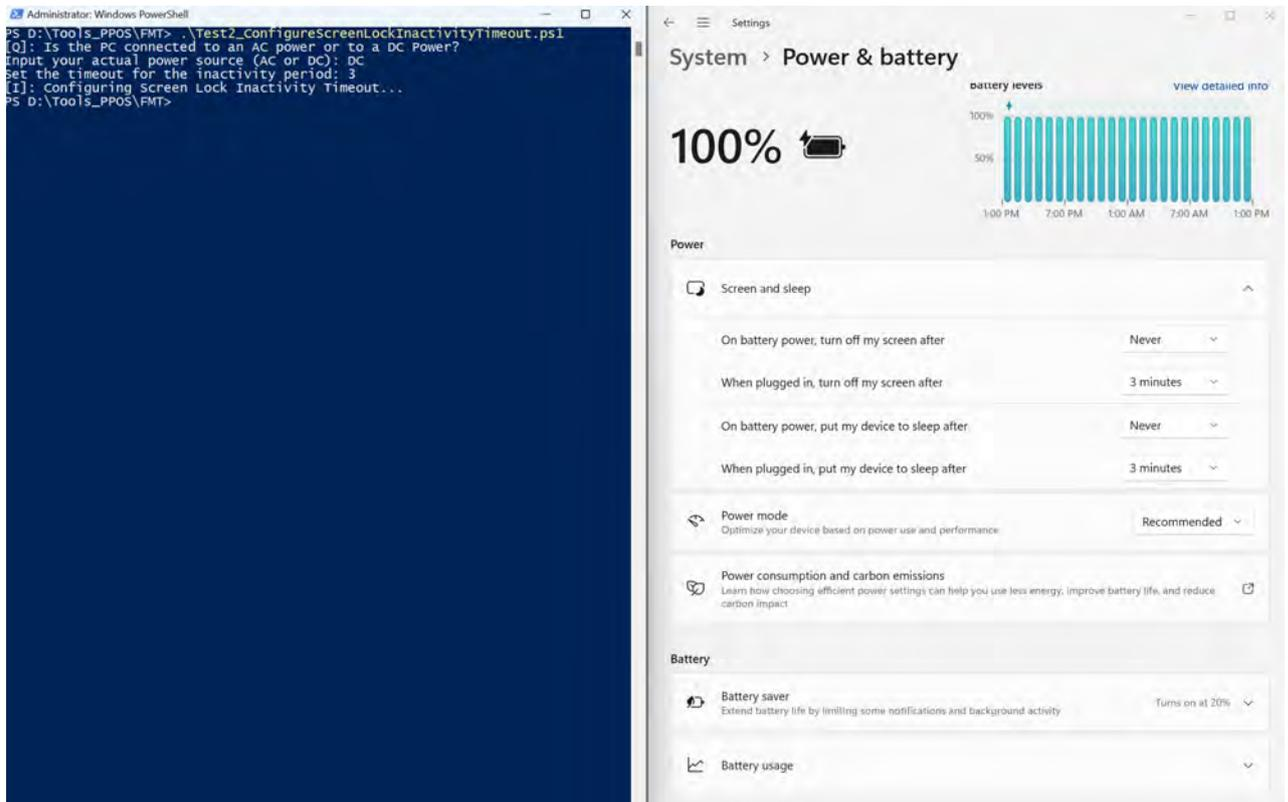 Administrator: Windows PowerShell
PS D:\Tools_PPOS\FMT> .\Test2_ConfigureScreenLockInactivityTimeout.ps1
[Q]: Is the PC connected to an AC power or to a DC Power?
Input your actual power source (AC or DC): DC
Set the timeout for the inactivity period: 3
[I]: Configuring Screen Lock Inactivity Timeout...
PS D:\Tools_PPOS\FMT>
Settings
System > Power & battery
Battery levels
View detailed info
100%
100%
50%
1:00 PM 7:00 PM 1:00 AM 7:00 AM 1:00 PM
Power
Screen and sleep
On battery power, turn off my screen after Never
When plugged in, turn off my screen after 3 minutes
On battery power, put my device to sleep after Never
When plugged in, put my device to sleep after 3 minutes
Power mode
Optimize your device based on power use and performance
Recommended
Power consumption and carbon emissions
Learn how choosing efficient power settings can help you use less energy, improve battery life, and reduce
carbon impact
Battery
Battery saver
Extend battery life by limiting some notifications and background activity
Turns on at 20%
Battery usage